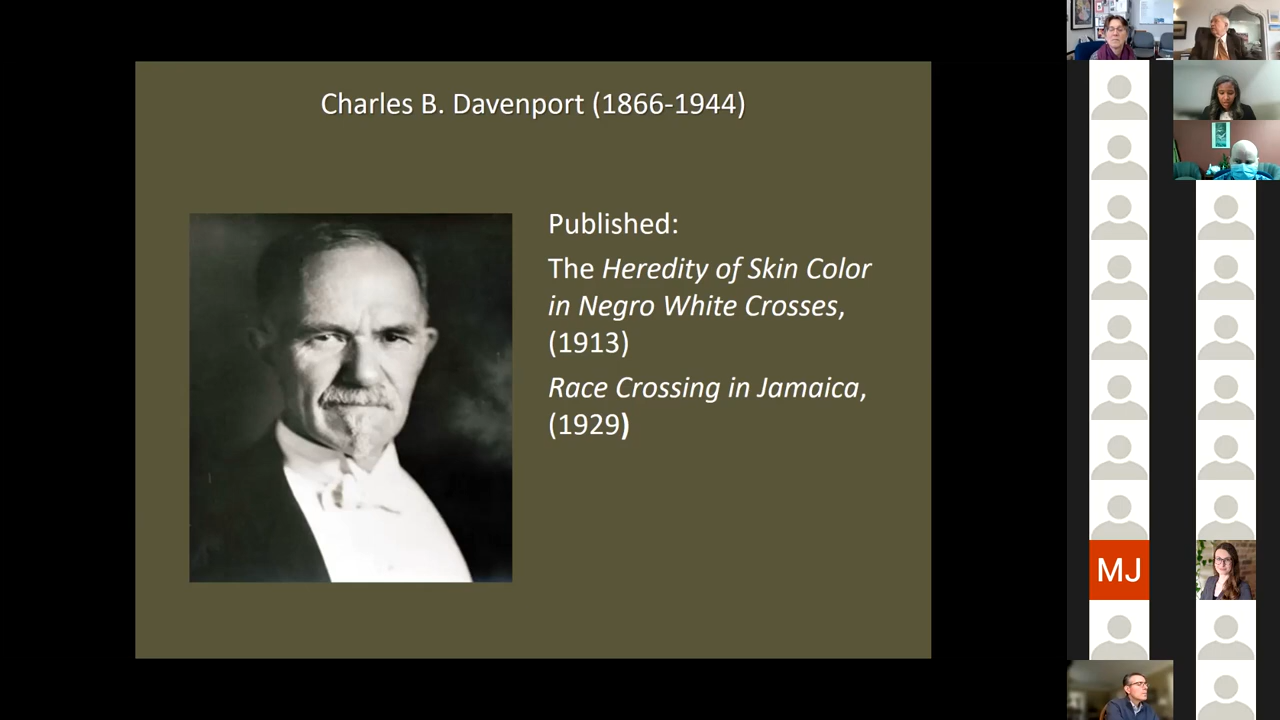 Charles B. Davenport (1866-1944)
Published:
The Heredity of Skin Color
in Negro White Crosses,
(1913)
Race Crossing in Jamaica,
(1929)
MJ